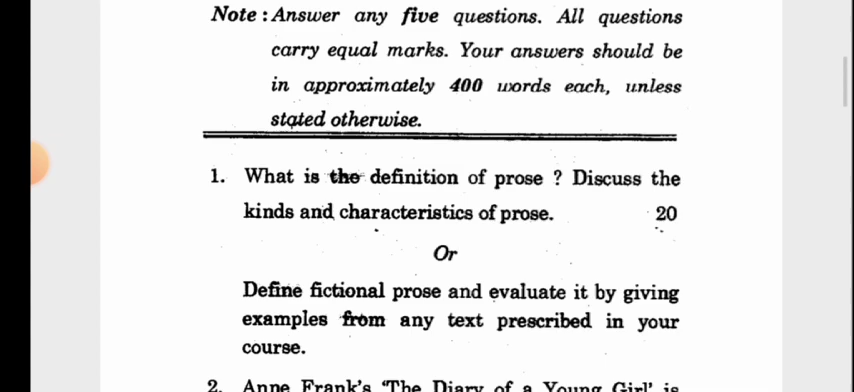 Note : Answer any five questions. All questions
carry equal marks. Your answers should be
in approximately 400 words each, unless
stated otherwise.
1. What is the definition of prose ? Discuss the
kinds and characteristics of prose. 20
Or
Define fictional prose and evaluate it by giving
examples from any text prescribed in your
course.
2. Anne Frank's 'The Diary of a Young Girl' is